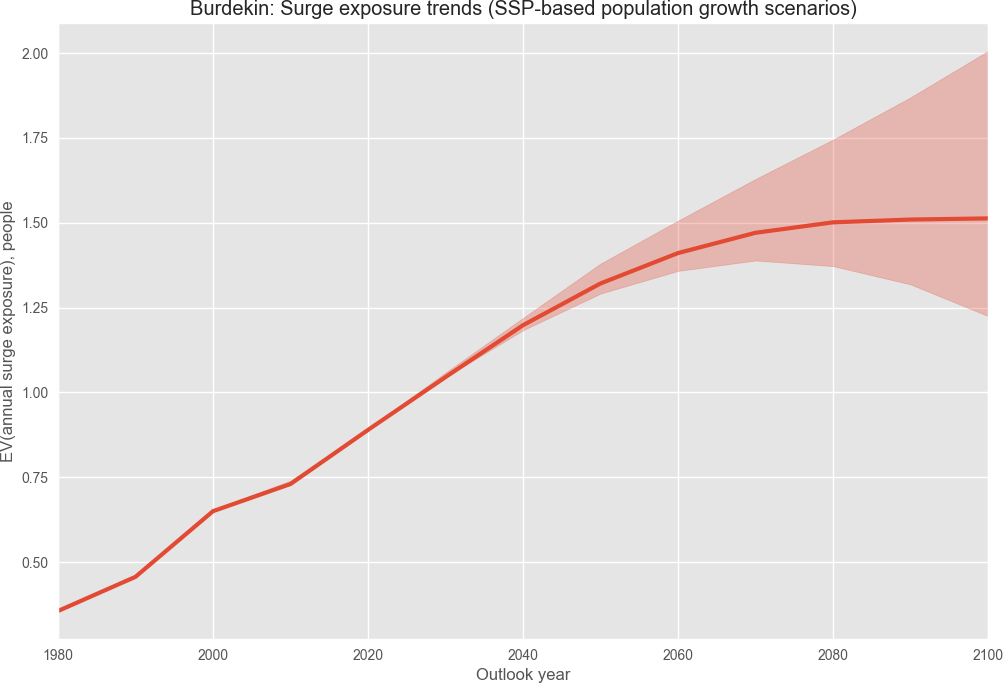 Burdekin: Surge exposure trends (SSP-based population growth scenarios)
EV(annual surge exposure), people
2.00
1.75
1.50
1.25
1.00
0.75
0.50
1980 2000 2020 2040 2060 2080 2100
Outlook year